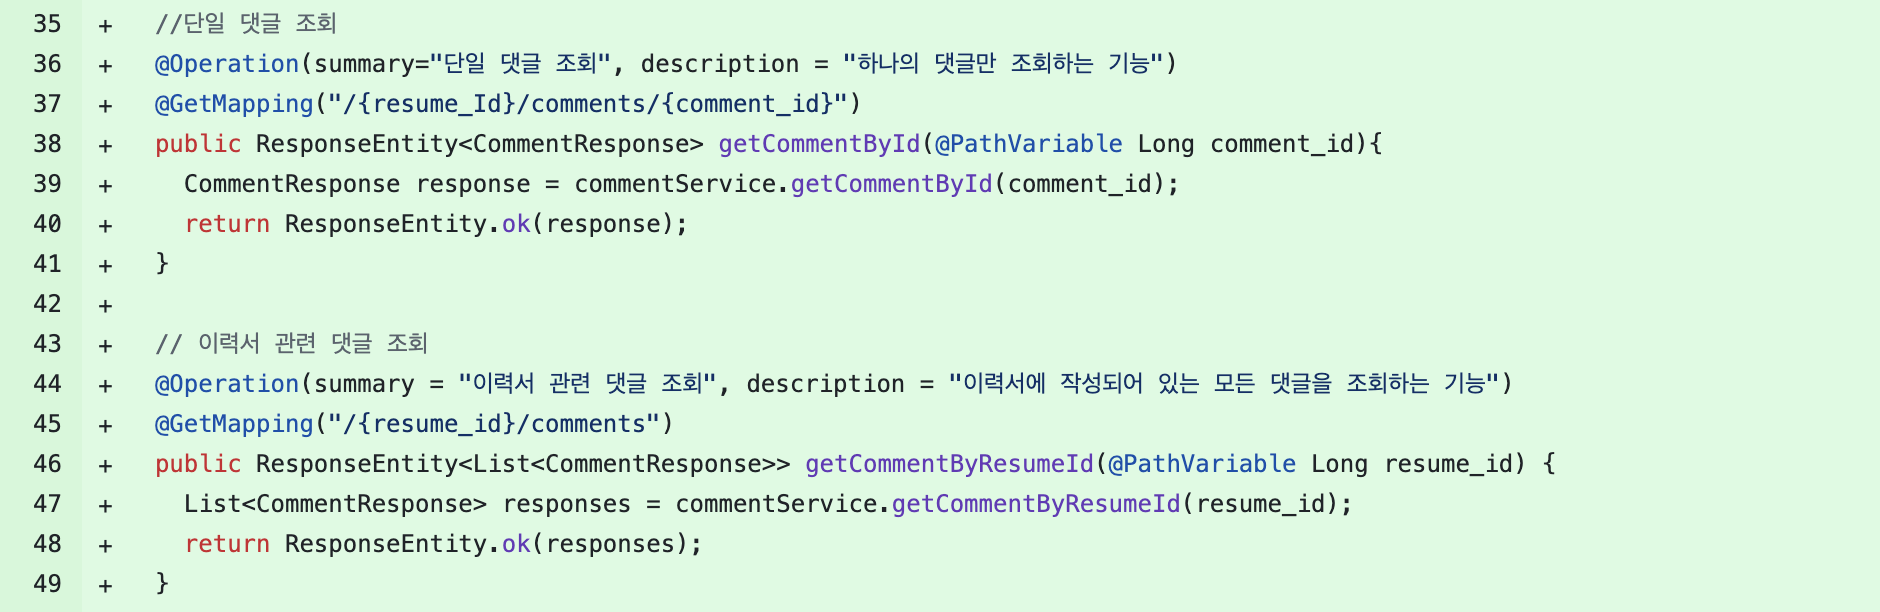 35 + //단일 댓글 조회
36 + @Operation(summary="단일 댓글 조회", description = "하나의 댓글만 조회하는 기능")
37 + @GetMapping("/{resume_Id}/comments/{comment_id}")
38 + public ResponseEntity<CommentResponse> getCommentById(@PathVariable Long comment_id){
39 + CommentResponse response = commentService.getCommentById(comment_id);
40 + return ResponseEntity.ok(response);
41 + }
42 +
43 + // 이력서 관련 댓글 조회
44 + @Operation(summary = "이력서 관련 댓글 조회", description = "이력서에 작성되어 있는 모든 댓글을 조회하는 기능")
45 + @GetMapping("/{resume_id}/comments")
46 + public ResponseEntity<List<CommentResponse>> getCommentByResumeId(@PathVariable Long resume_id) {
47 + List<CommentResponse> responses = commentService.getCommentByResumeId(resume_id);
48 + return ResponseEntity.ok(responses);
49 + }